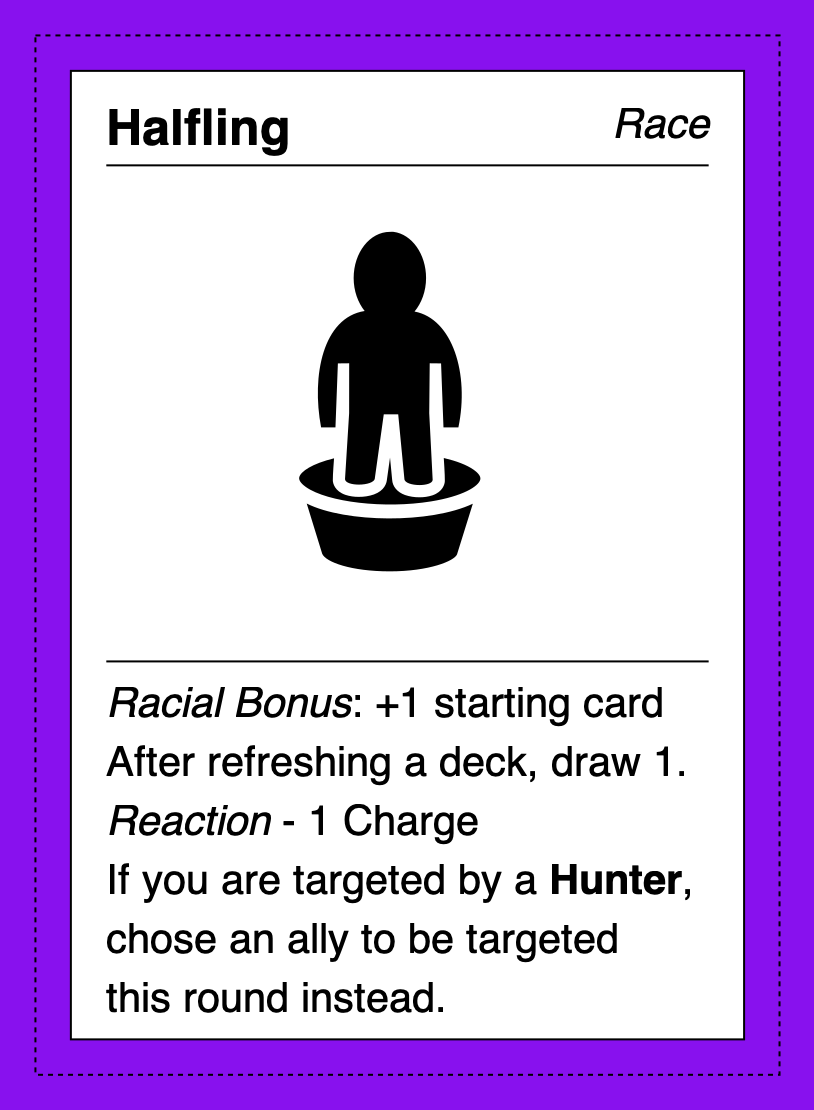 Halfling
Race
Racial Bonus: +1 starting card
After refreshing a deck, draw 1.
Reaction - 1 Charge
If you are targeted by a Hunter,
chose an ally to be targeted
this round instead.